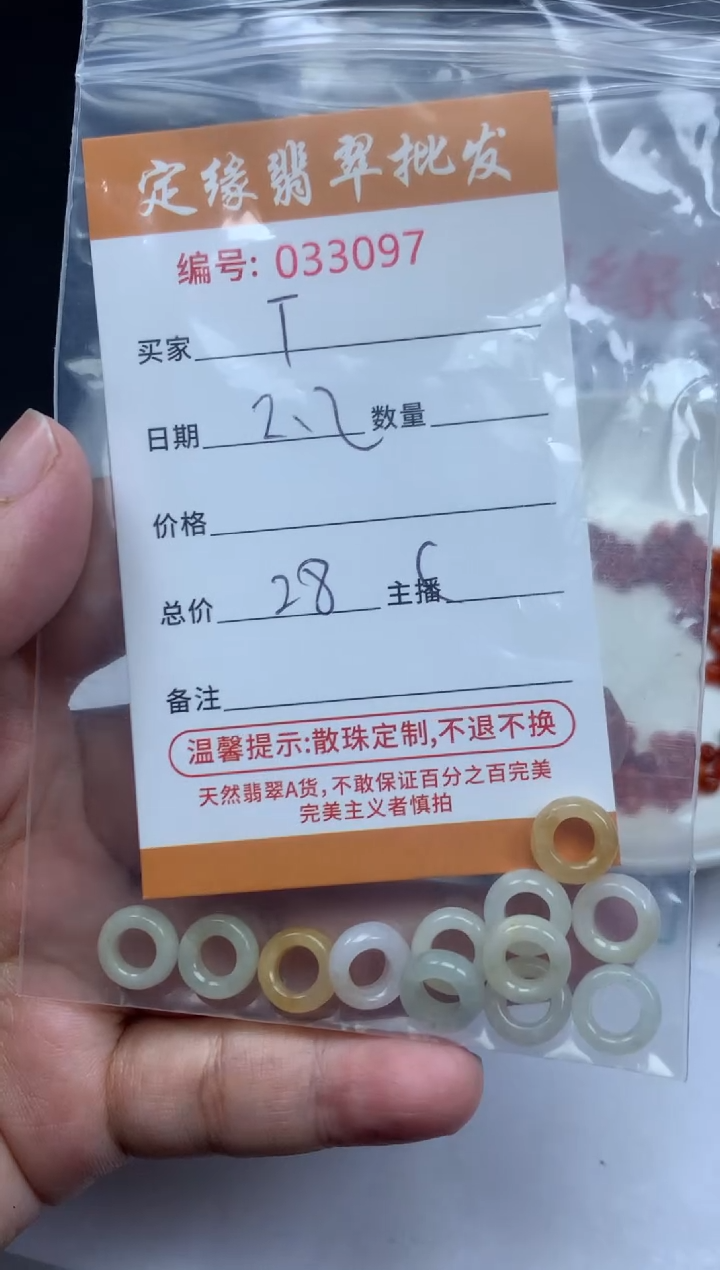 定缘翡翠批发
编号: 033097
买家 T
日期 2、2 数量
价格
总价 28 主播
备注
温馨提示:散珠定制,不退不换
天然翡翠A货,不敢保证百分之百完美
完美主义者慎拍